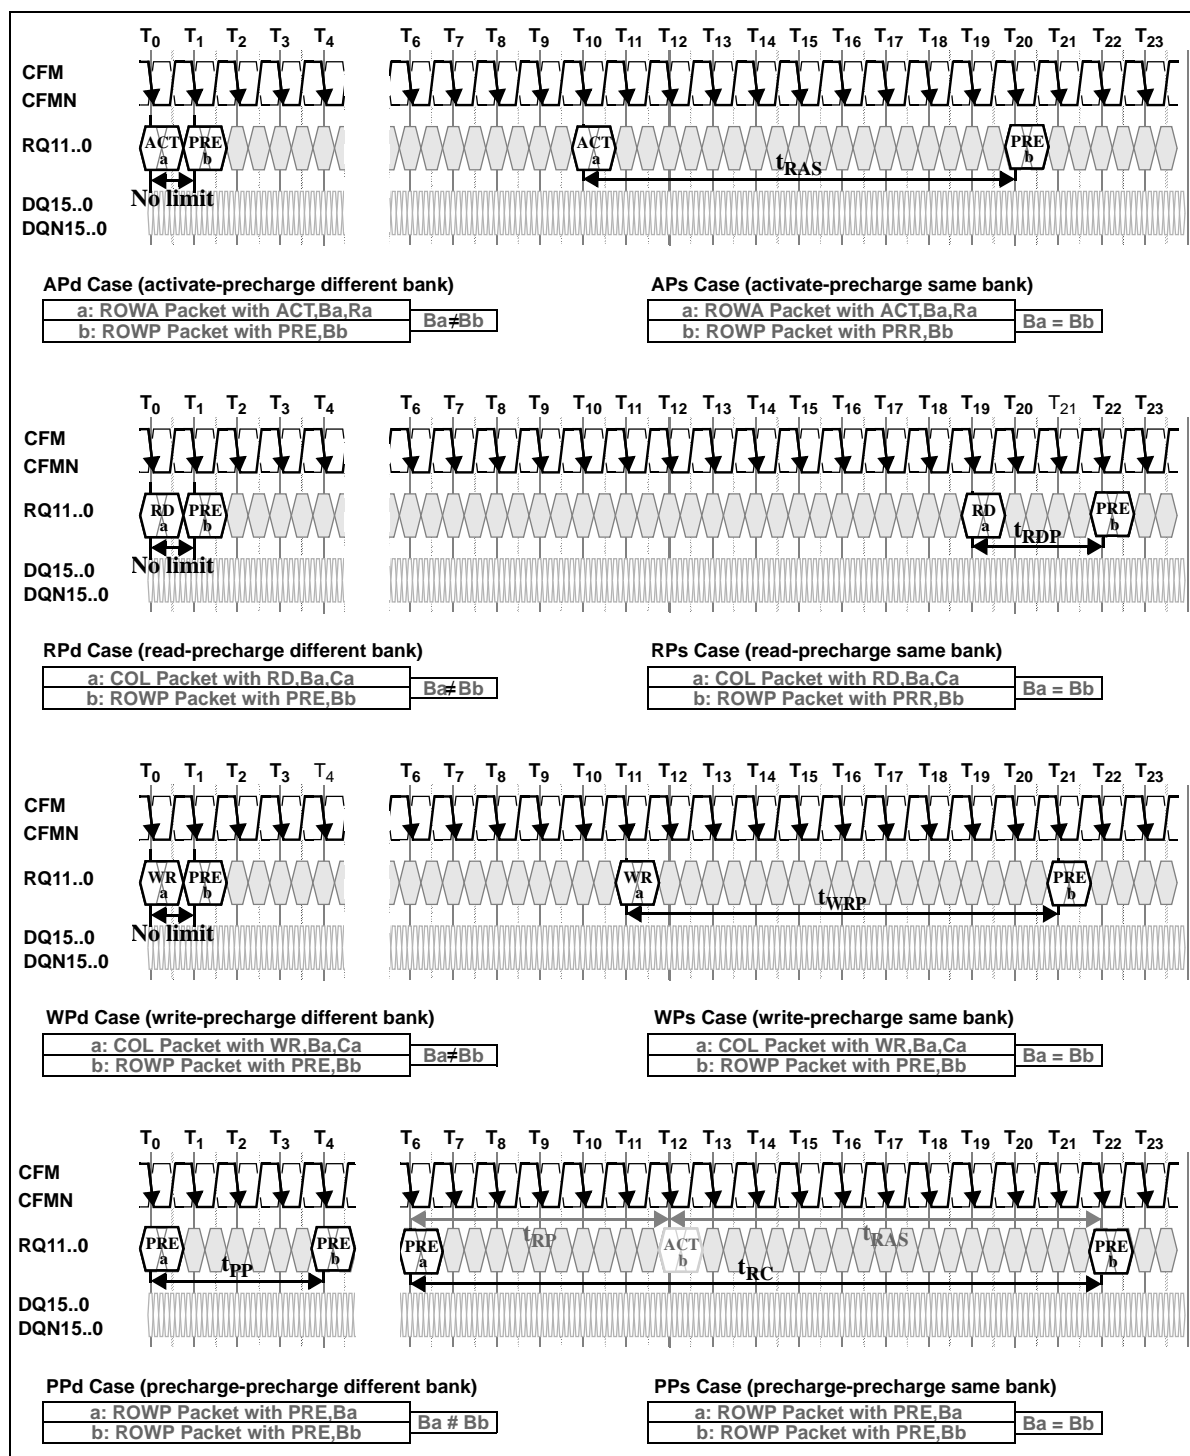 T0 T1 T2 T3 T4 T6 T7 T8 T9 T10 T11 T12 T13 T14 T15 T16 T17 T18 T19 T20 T21 T22 T23
CFM
CFMN
RQ11..0 ACT a PRE b ACT a PRE b
tRAS
No limit
DQ15..0
DQN15..0
APd Case (activate-precharge different bank) APs Case (activate-precharge same bank)
a: ROWA Packet with ACT,Ba,Ra a: ROWA Packet with ACT,Ba,Ra
Ba≠Bb Ba = Bb
b: ROWP Packet with PRE,Bb b: ROWP Packet with PRR,Bb
T0 T1 T2 T3 T4 T6 T7 T8 T9 T10 T11 T12 T13 T14 T15 T16 T17 T18 T19 T20 T21 T22 T23
CFM
CFMN
RQ11..0 RD a PRE b RD a PRE b
tRDP
No limit
DQ15..0
DQN15..0
RPd Case (read-precharge different bank) RPs Case (read-precharge same bank)
a: COL Packet with RD,Ba,Ca a: COL Packet with RD,Ba,Ca
Ba≠Bb Ba = Bb
b: ROWP Packet with PRE,Bb b: ROWP Packet with PRR,Bb
T0 T1 T2 T3 T4 T6 T7 T8 T9 T10 T11 T12 T13 T14 T15 T16 T17 T18 T19 T20 T21 T22 T23
CFM
CFMN
RQ11..0 WR a PRE b WR a PRE b
tWRP
No limit
DQ15..0
DQN15..0
WPd Case (write-precharge different bank) WPs Case (write-precharge same bank)
a: COL Packet with WR,Ba,Ca a: COL Packet with WR,Ba,Ca
Ba≠Bb Ba = Bb
b: ROWP Packet with PRE,Bb b: ROWP Packet with PRE,Bb
T0 T1 T2 T3 T4 T6 T7 T8 T9 T10 T11 T12 T13 T14 T15 T16 T17 T18 T19 T20 T21 T22 T23
CFM
CFMN
tRP tRAS
RQ11..0 PRE a PRE b PRE a ACT b PRE b
tPP tRC
DQ15..0
DQN15..0
PPd Case (precharge-precharge different bank) PPs Case (precharge-precharge same bank)
a: ROWP Packet with PRE,Ba a: ROWP Packet with PRE,Ba
Ba # Bb Ba = Bb
b: ROWP Packet with PRE,Bb b: ROWP Packet with PRE,Bb